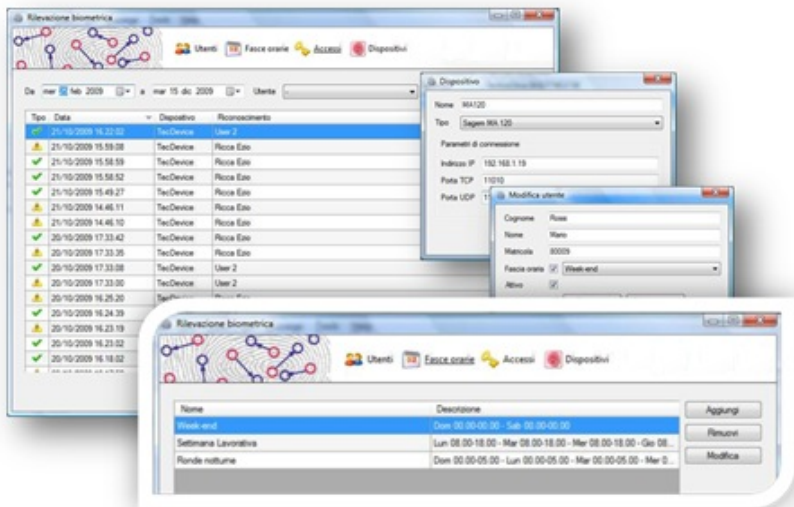 Rilevazione biometrica
Utenti Fasce orarie Accessi Dispositivi
Da mer feb 2009 a mar 15 dic 2009 Utente -
Tipo Data Dispositivo Riconoscimento
21/10/2009 16.22.02 TecDevice User 2
21/10/2009 15.59.08 TecDevice Ricca Ezio
21/10/2009 15.58.59 TecDevice Ricca Ezio
21/10/2009 15.58.52 TecDevice Ricca Ezio
21/10/2009 15.49.27 TecDevice Ricca Ezio
21/10/2009 14.46.11 TecDevice Ricca Ezio
21/10/2009 14.46.10 TecDevice Ricca Ezio
20/10/2009 17.33.42 TecDevice Ricca Ezio
20/10/2009 17.33.35 TecDevice Ricca Ezio
20/10/2009 17.33.08 TecDevice User 2
20/10/2009 17.33.00 TecDevice User 2
20/10/2009 16.25.20 TecDevice Ricca Ezio
20/10/2009 16.24.39
20/10/2009 16.23.19
20/10/2009 16.23.02
20/10/2009 16.18.02
Dispositivo
Nome MA120
Tipo Sagem MA 120
Parametri di connessione
Indirizzo IP 192.168.1.19
Porta TCP 11010
Porta UDP
Modifica utente
Cognome Rossi
Nome Mario
Matricola 80009
Fascia oraria Week-end
Attivo
Rilevazione biometrica
Utenti Fasce orarie Accessi Dispositivi
Nome Descrizione
Week-end Dom 00.00-00.00 - Sab 00.00-00.00
Settimana Lavorativa Lun 08.00-18.00 - Mar 08.00-18.00 - Mer 08.00-18.00 - Gio 08...
Ronde notturne Dom 00.00-05.00 - Lun 00.00-05.00 - Mar 00.00-05.00 - Mer 0...
Aggiungi
Rimuovi
Modifica